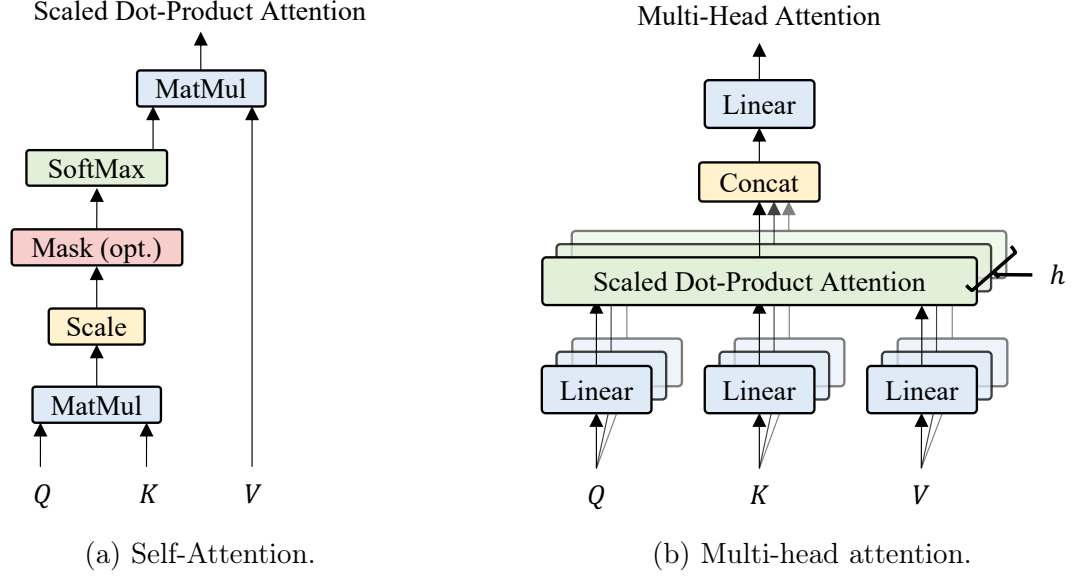 Scaled Dot-Product Attention
MatMul
SoftMax
Mask (opt.)
Scale
MatMul
Q K V
(a) Self-Attention.
Multi-Head Attention
Linear
Concat
Scaled Dot-Product Attention
h
Linear Linear Linear
Q K V
(b) Multi-head attention.